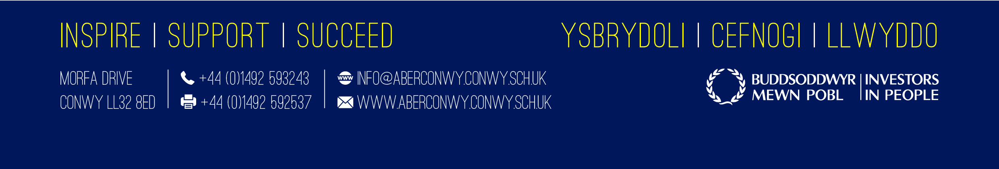 INSPIRE | SUPPORT | SUCCEED
YSBRYDOLI | CEFNOGI | LLWYDDO
MORFA DRIVE
CONWY LL32 8ED
+44 (0)1492 593243
+44 (0)1492 592537
WWW INFO@ABERCONWY.CONWY.SCH.UK
WWW.ABERCONWY.CONWY.SCH.UK
BUDDSODDWYR
MEWN POBL
INVESTORS
IN PEOPLE